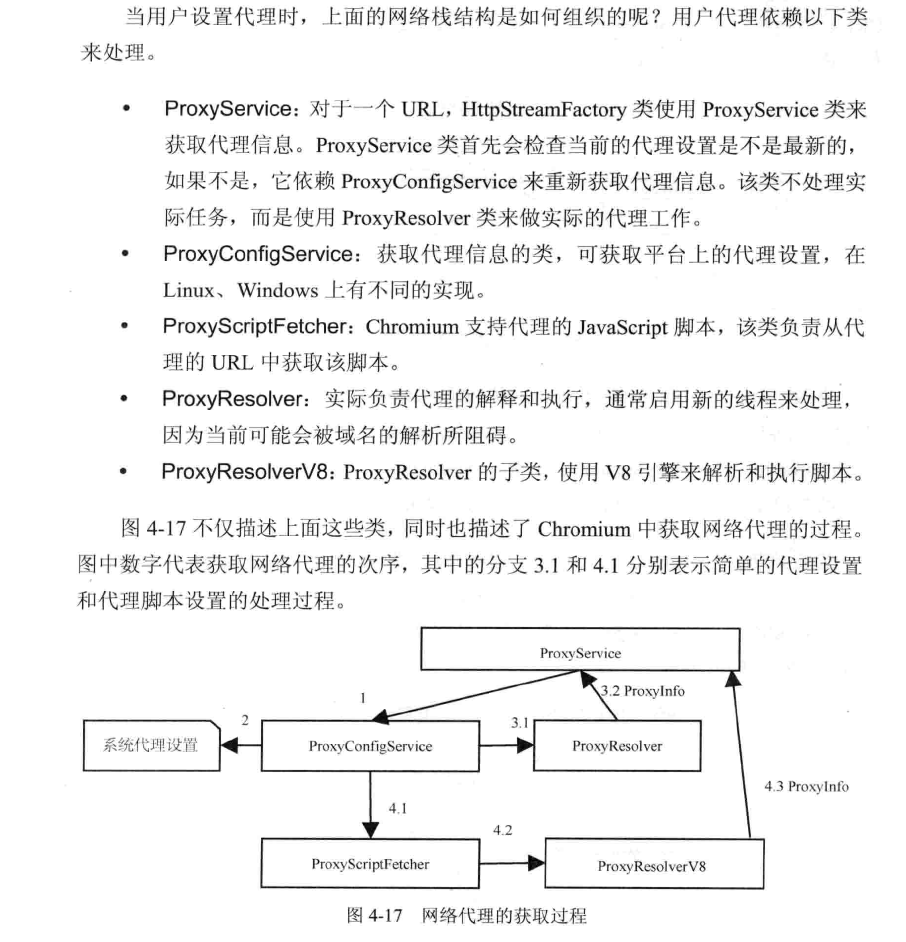 当用户设置代理时，上面的网络栈结构是如何组织的呢？用户代理依赖以下类
来处理。
• ProxyService：对于一个 URL，HttpStreamFactory 类使用 ProxyService 类来
获取代理信息。ProxyService 类首先会检查当前的代理设置是不是最新的，
如果不是，它依赖 ProxyConfigService 来重新获取代理信息。该类不处理实
际任务，而是使用 ProxyResolver 类来做实际的代理工作。
• ProxyConfigService：获取代理信息的类，可获取平台上的代理设置，在
Linux、Windows 上有不同的实现。
• ProxyScriptFetcher：Chromium 支持代理的 JavaScript 脚本，该类负责从代
理的 URL 中获取该脚本。
• ProxyResolver：实际负责代理的解释和执行，通常启用新的线程来处理，
因为当前可能会被域名的解析所阻碍。
• ProxyResolverV8：ProxyResolver 的子类，使用 V8 引擎来解析和执行脚本。
图 4-17 不仅描述上面这些类，同时也描述了 Chromium 中获取网络代理的过程。
图中数字代表获取网络代理的次序，其中的分支 3.1 和 4.1 分别表示简单的代理设置
和代理脚本设置的处理过程。
ProxyService
1
3.2 ProxyInfo
2
3.1
系统代理设置
ProxyConfigService
ProxyResolver
4.3 ProxyInfo
4.1
4.2
ProxyScriptFetcher
ProxyResolverV8
图 4-17 网络代理的获取过程